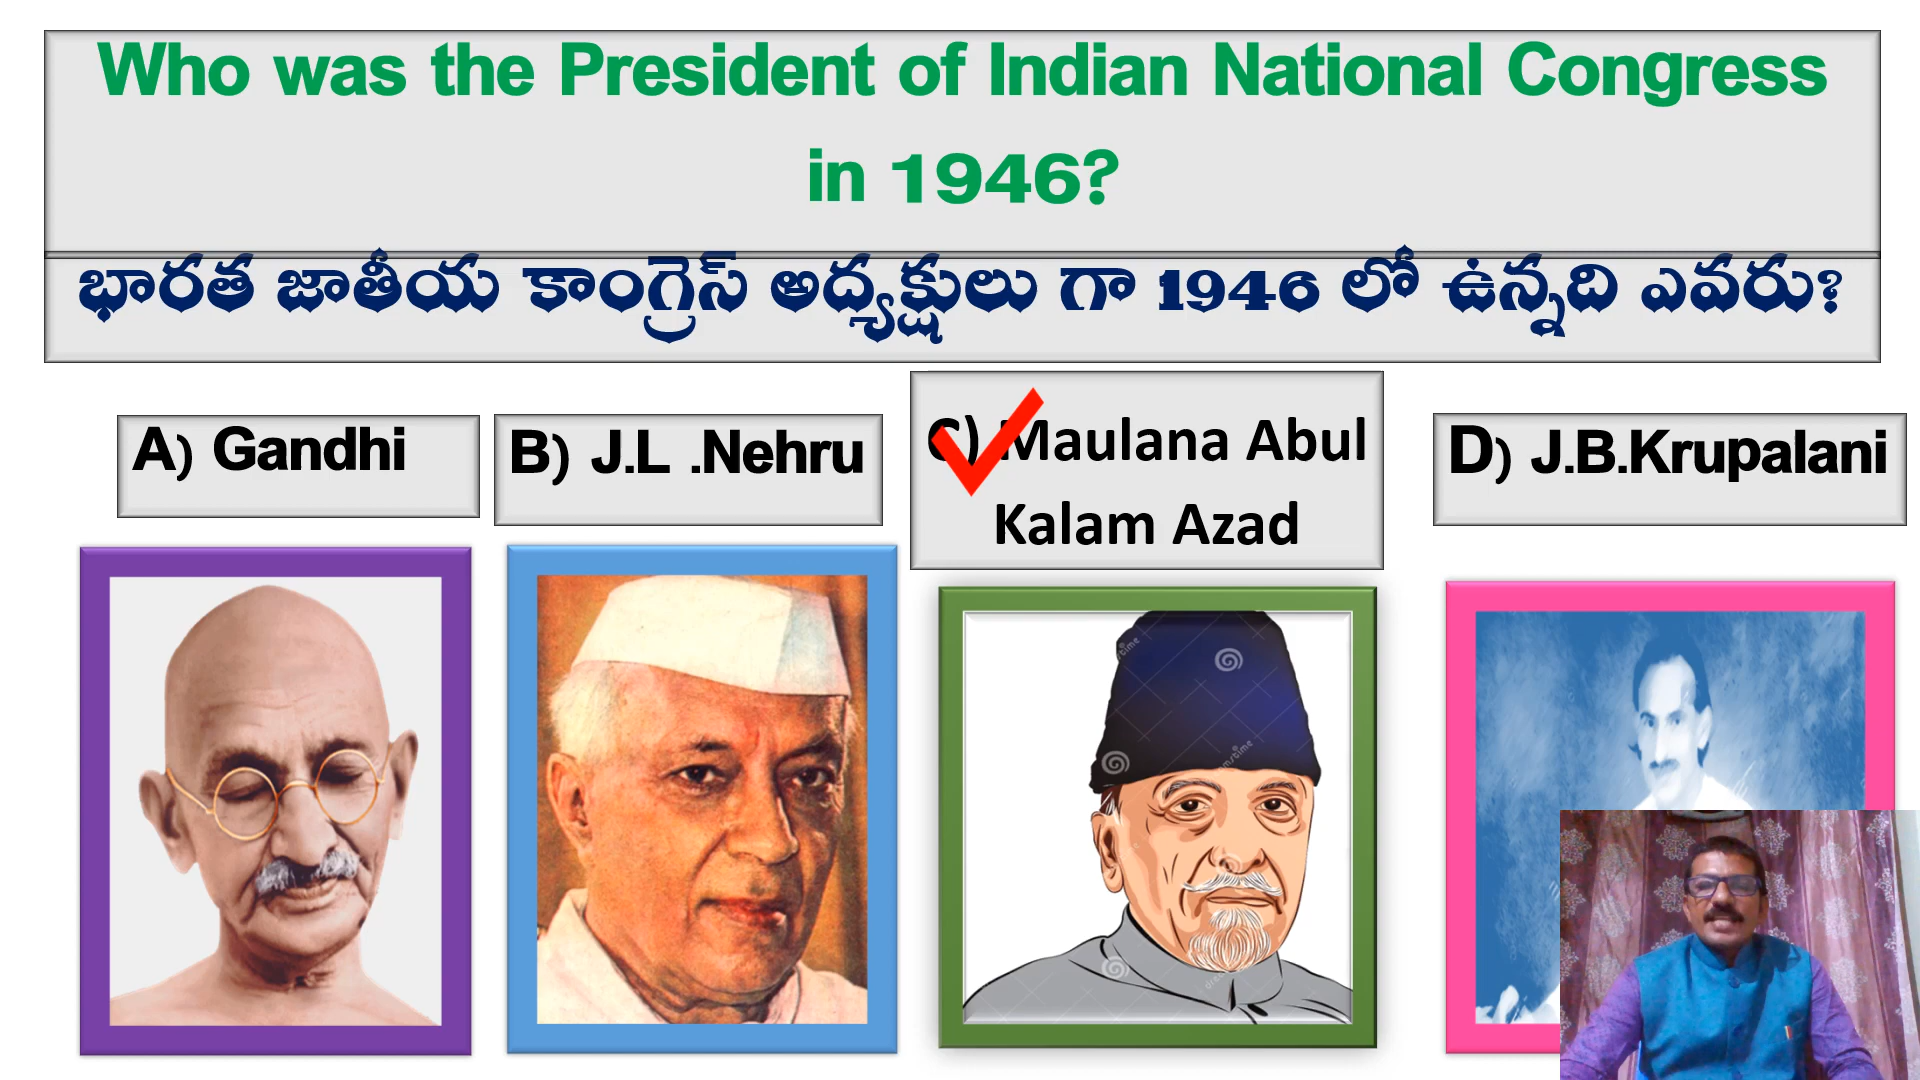 Who was the President of Indian National Congress
in 1946?
భారత జాతీయ కాంగ్రెస్ అధ్యక్షులు గా 1946 లో ఉన్నది ఎవరు?
A) Gandhi
B) J.L .Nehru
C) Maulana Abul
Kalam Azad
D) J.B.Krupalani
dreamstime